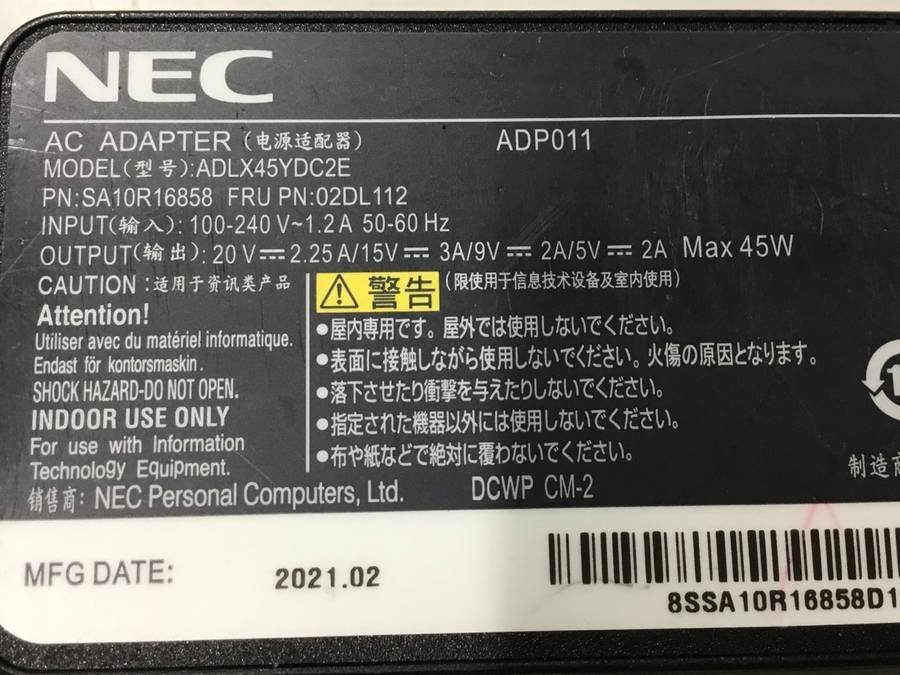 NEC
AC ADAPTER (电源适配器) ADP011
MODEL(型号):ADLX45YDC2E
PN:SA10R16858 FRU PN:02DL112
INPUT(输入): 100-240 V~1.2 A 50-60 Hz
OUTPUT(输出): 20 V⎓2.25 A/15V⎓ 3A/9V⎓ 2A/5V⎓ 2A Max 45W
CAUTION :适用于资讯类产品
Attention!
Utiliser avec du matériel informatique.
Endast för kontorsmaskin.
SHOCK HAZARD-DO NOT OPEN.
INDOOR USE ONLY
For use with Information
Technology Equipment.
⚠警告 (限使用于信息技术设备及室内使用)
●屋内専用です。屋外では使用しないでください。
●表面に接触しながら使用しないでください。火傷の原因となります。
●落下させたり衝撃を与えたりしないでください。
●指定された機器以外には使用しないでください。
●布や紙などで絶対に覆わないでください。
销售商: NEC Personal Computers, Ltd. DCWP CM-2
制造商
MFG DATE: 2021.02
8SSA10R16858D1